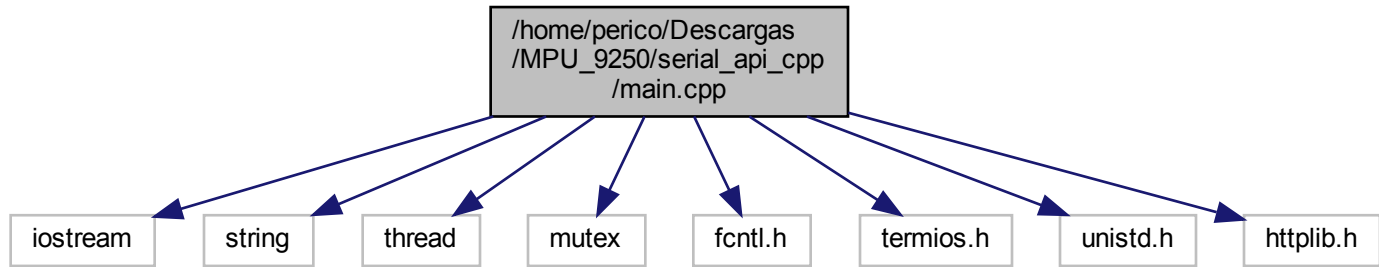 /home/perico/Descargas
/MPU_9250/serial_api_cpp
/main.cpp
iostream
string
thread
mutex
fcntl.h
termios.h
unistd.h
httplib.h